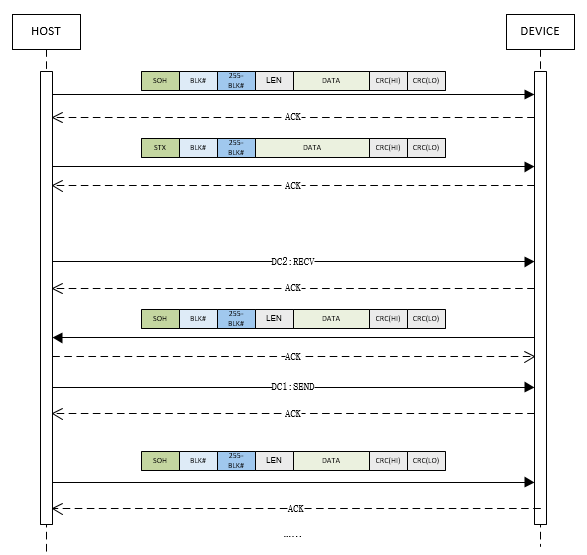 HOST DEVICE
SOH BLK# 255-BLK# LEN DATA CRC(HI) CRC(LO)
ACK
STX BLK# 255-BLK# DATA CRC(HI) CRC(LO)
ACK
DC2:RECV
ACK
SOH BLK# 255-BLK# LEN DATA CRC(HI) CRC(LO)
ACK
DC1:SEND
ACK
SOH BLK# 255-BLK# LEN DATA CRC(HI) CRC(LO)
ACK
……